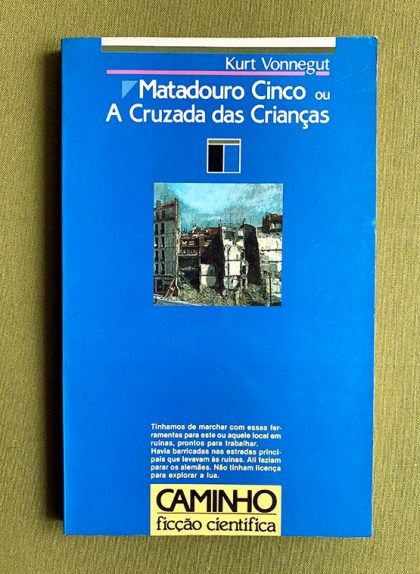 Kurt Vonnegut
Matadouro Cinco ou
A Cruzada das Crianças
Tínhamos de marchar com essas fer-
ramentas para este ou aquele local em
ruínas, prontos para trabalhar.
Havia barricadas nas estradas princi-
pais que levavam às ruínas. Ali faziam
parar os alemães. Não tinham licença
para explorar a lua.
CAMINHO
ficção científica